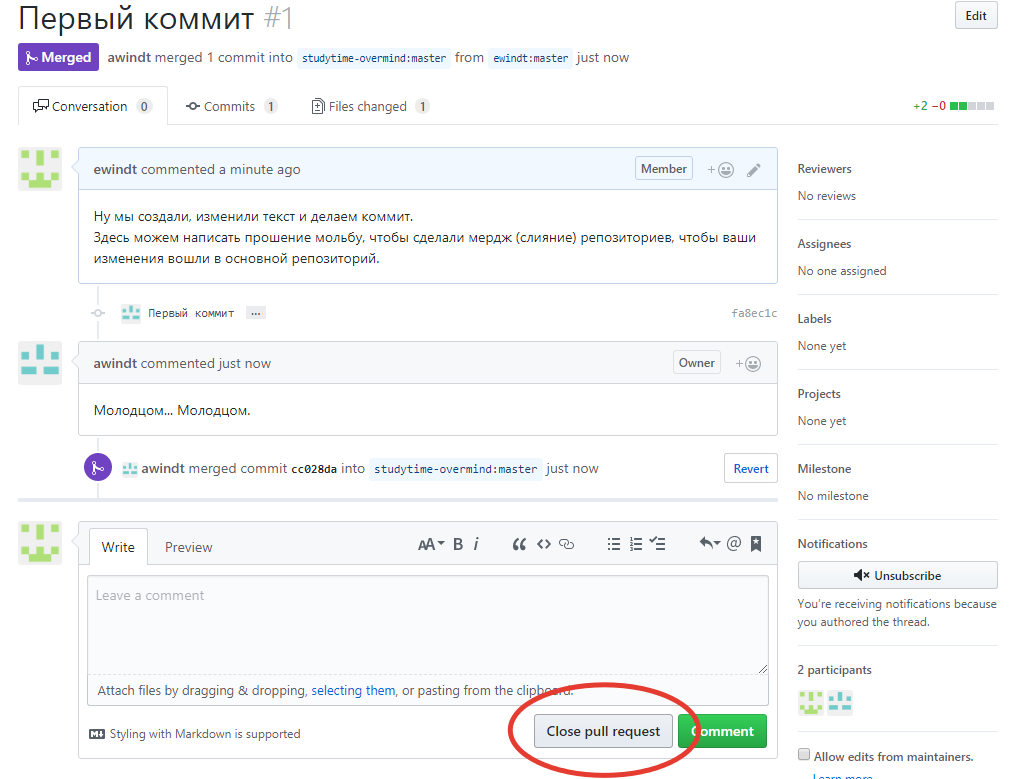 Первый коммит #1
Edit
Merged awindt merged 1 commit into studytime-overmind:master from ewindt:master just now
Conversation 0 Commits 1 Files changed 1 +2 −0
ewindt commented a minute ago Member
Ну мы создали, изменили текст и делаем коммит.
Здесь можем написать прошение мольбу, чтобы сделали мердж (слияние) репозиториев, чтобы ваши
изменения вошли в основной репозиторий.
Первый коммит ... fa8ec1c
awindt commented just now Owner
Молодцом... Молодцом.
awindt merged commit cc028da into studytime-overmind:master just now Revert
Write Preview AA B i @
Leave a comment
Attach files by dragging & dropping, selecting them, or pasting from the clipboard.
Styling with Markdown is supported
Close pull request Comment
Reviewers
No reviews
Assignees
No one assigned
Labels
None yet
Projects
None yet
Milestone
No milestone
Notifications
Unsubscribe
You're receiving notifications because
you authored the thread.
2 participants
Allow edits from maintainers.
Learn more